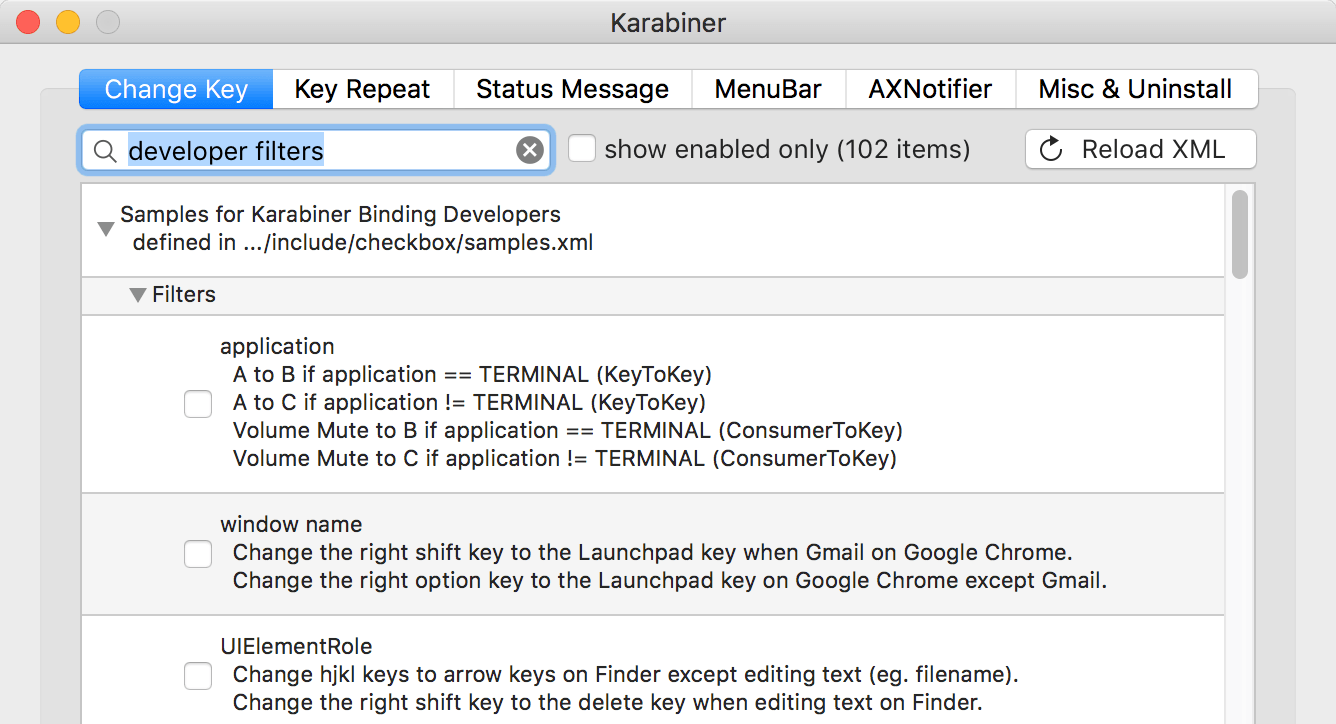 Karabiner
Change Key
Key Repeat
Status Message
MenuBar
AXNotifier
Misc & Uninstall
developer filters
show enabled only (102 items)
Reload XML
Samples for Karabiner Binding Developers
defined in .../include/checkbox/samples.xml
Filters
application
A to B if application == TERMINAL (KeyToKey)
A to C if application != TERMINAL (KeyToKey)
Volume Mute to B if application == TERMINAL (ConsumerToKey)
Volume Mute to C if application != TERMINAL (ConsumerToKey)
window name
Change the right shift key to the Launchpad key when Gmail on Google Chrome.
Change the right option key to the Launchpad key on Google Chrome except Gmail.
UIElementRole
Change hjkl keys to arrow keys on Finder except editing text (eg. filename).
Change the right shift key to the delete key when editing text on Finder.